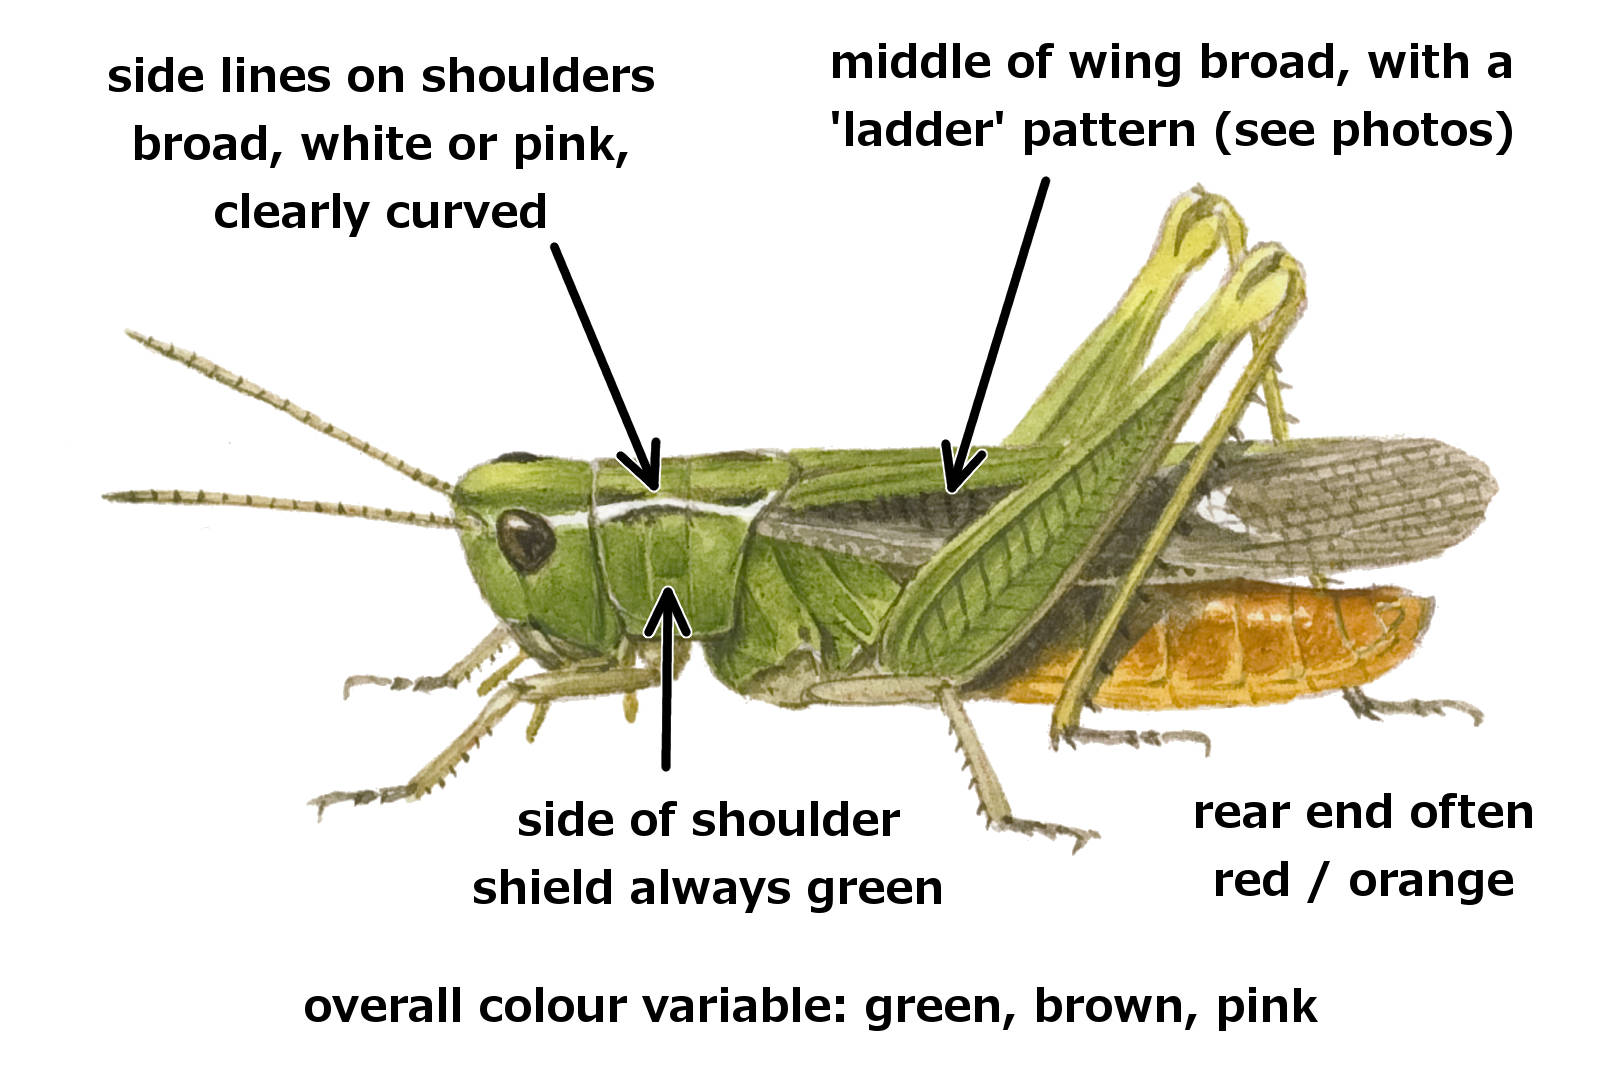 side lines on shoulders
broad, white or pink,
clearly curved
middle of wing broad, with a
'ladder' pattern (see photos)
side of shoulder
shield always green
rear end often
red / orange
overall colour variable: green, brown, pink